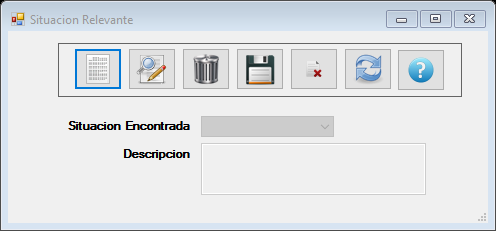 Situacion Relevante
?
Situacion Encontrada
Descripcion